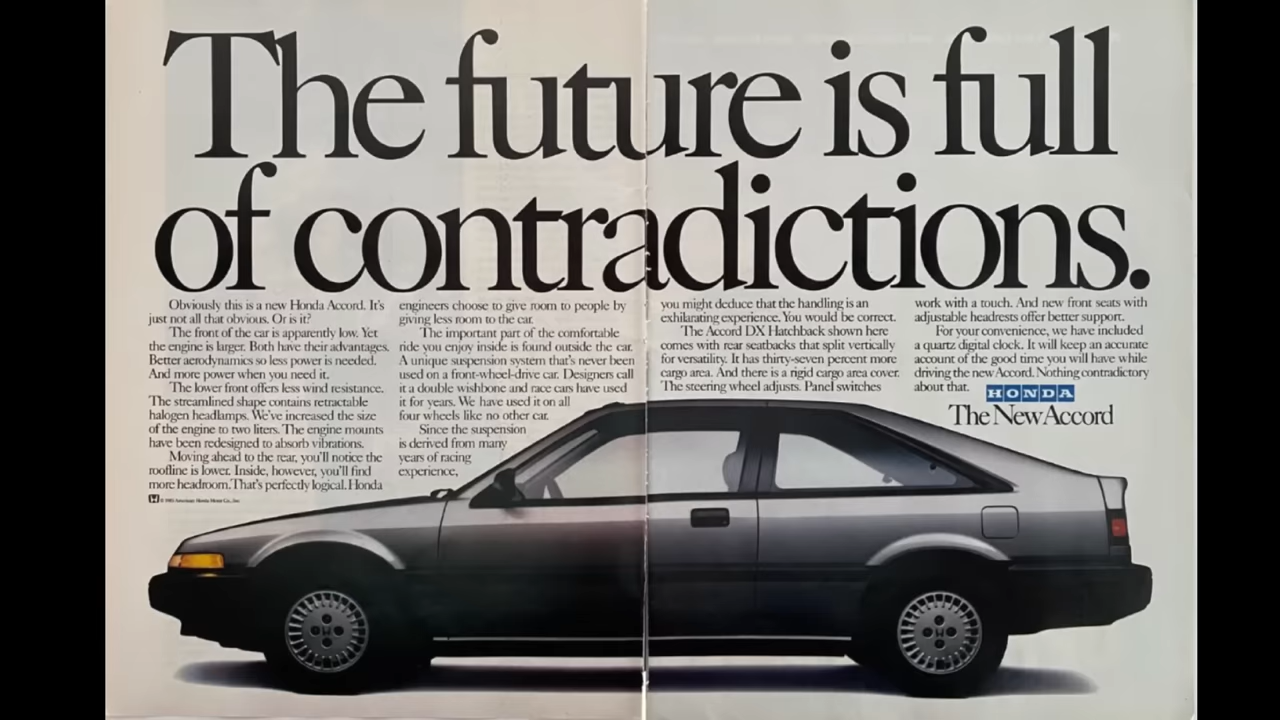 The future is full
of contradictions.
Obviously this is a new Honda Accord. It's
just not all that obvious. Or is it?
The front of the car is apparently low. Yet
the engine is larger. Both have their advantages.
Better aerodynamics so less power is needed.
And more power when you need it.
The lower front offers less wind resistance.
The streamlined shape contains retractable
halogen headlamps. We've increased the size
of the engine to two liters. The engine mounts
have been redesigned to absorb vibrations.
Moving ahead to the rear, you'll notice the
roofline is lower. Inside, however, you'll find
more headroom. That's perfectly logical. Honda
© 1985 American Honda Motor Co., Inc.
engineers choose to give room to people by
giving less room to the car.
The important part of the comfortable
ride you enjoy inside is found outside the car.
A unique suspension system that's never been
used on a front-wheel-drive car. Designers call
it a double wishbone and race cars have used
it for years. We have used it on all
four wheels like no other car.
Since the suspension
is derived from many
years of racing
experience,
you might deduce that the handling is an
exhilarating experience. You would be correct.
The Accord DX Hatchback shown here
comes with rear seatbacks that split vertically
for versatility. It has thirty-seven percent more
cargo area. And there is a rigid cargo area cover.
The steering wheel adjusts. Panel switches
work with a touch. And new front seats with
adjustable headrests offer better support.
For your convenience, we have included
a quartz digital clock. It will keep an accurate
account of the good time you will have while
driving the new Accord. Nothing contradictory
about that.
HONDA
The New Accord